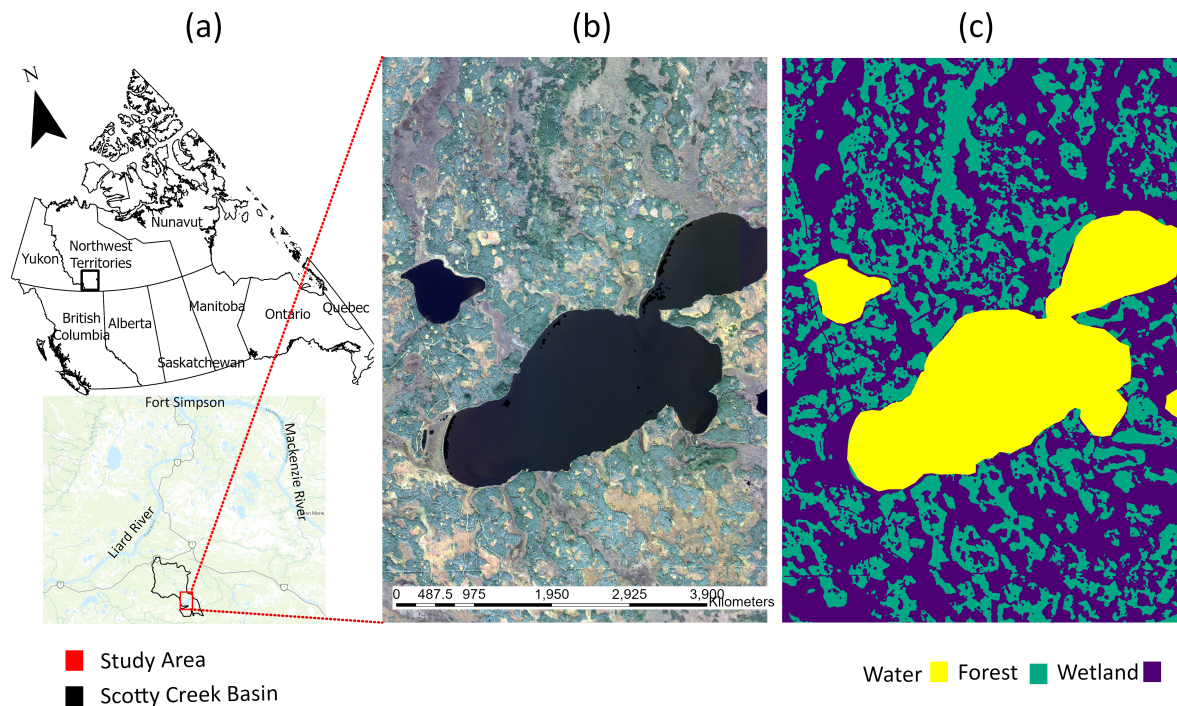 (a)
(b)
(c)
N
Nunavut
Yukon
Northwest
Territories
British
Columbia
Alberta
Manitoba
Saskatchewan
Ontario
Quebec
Fort Simpson
Mackenzie River
Liard River
0 487.5 975 1,950 2,925 3,900
Kilometers
Study Area
Scotty Creek Basin
Water Forest Wetland